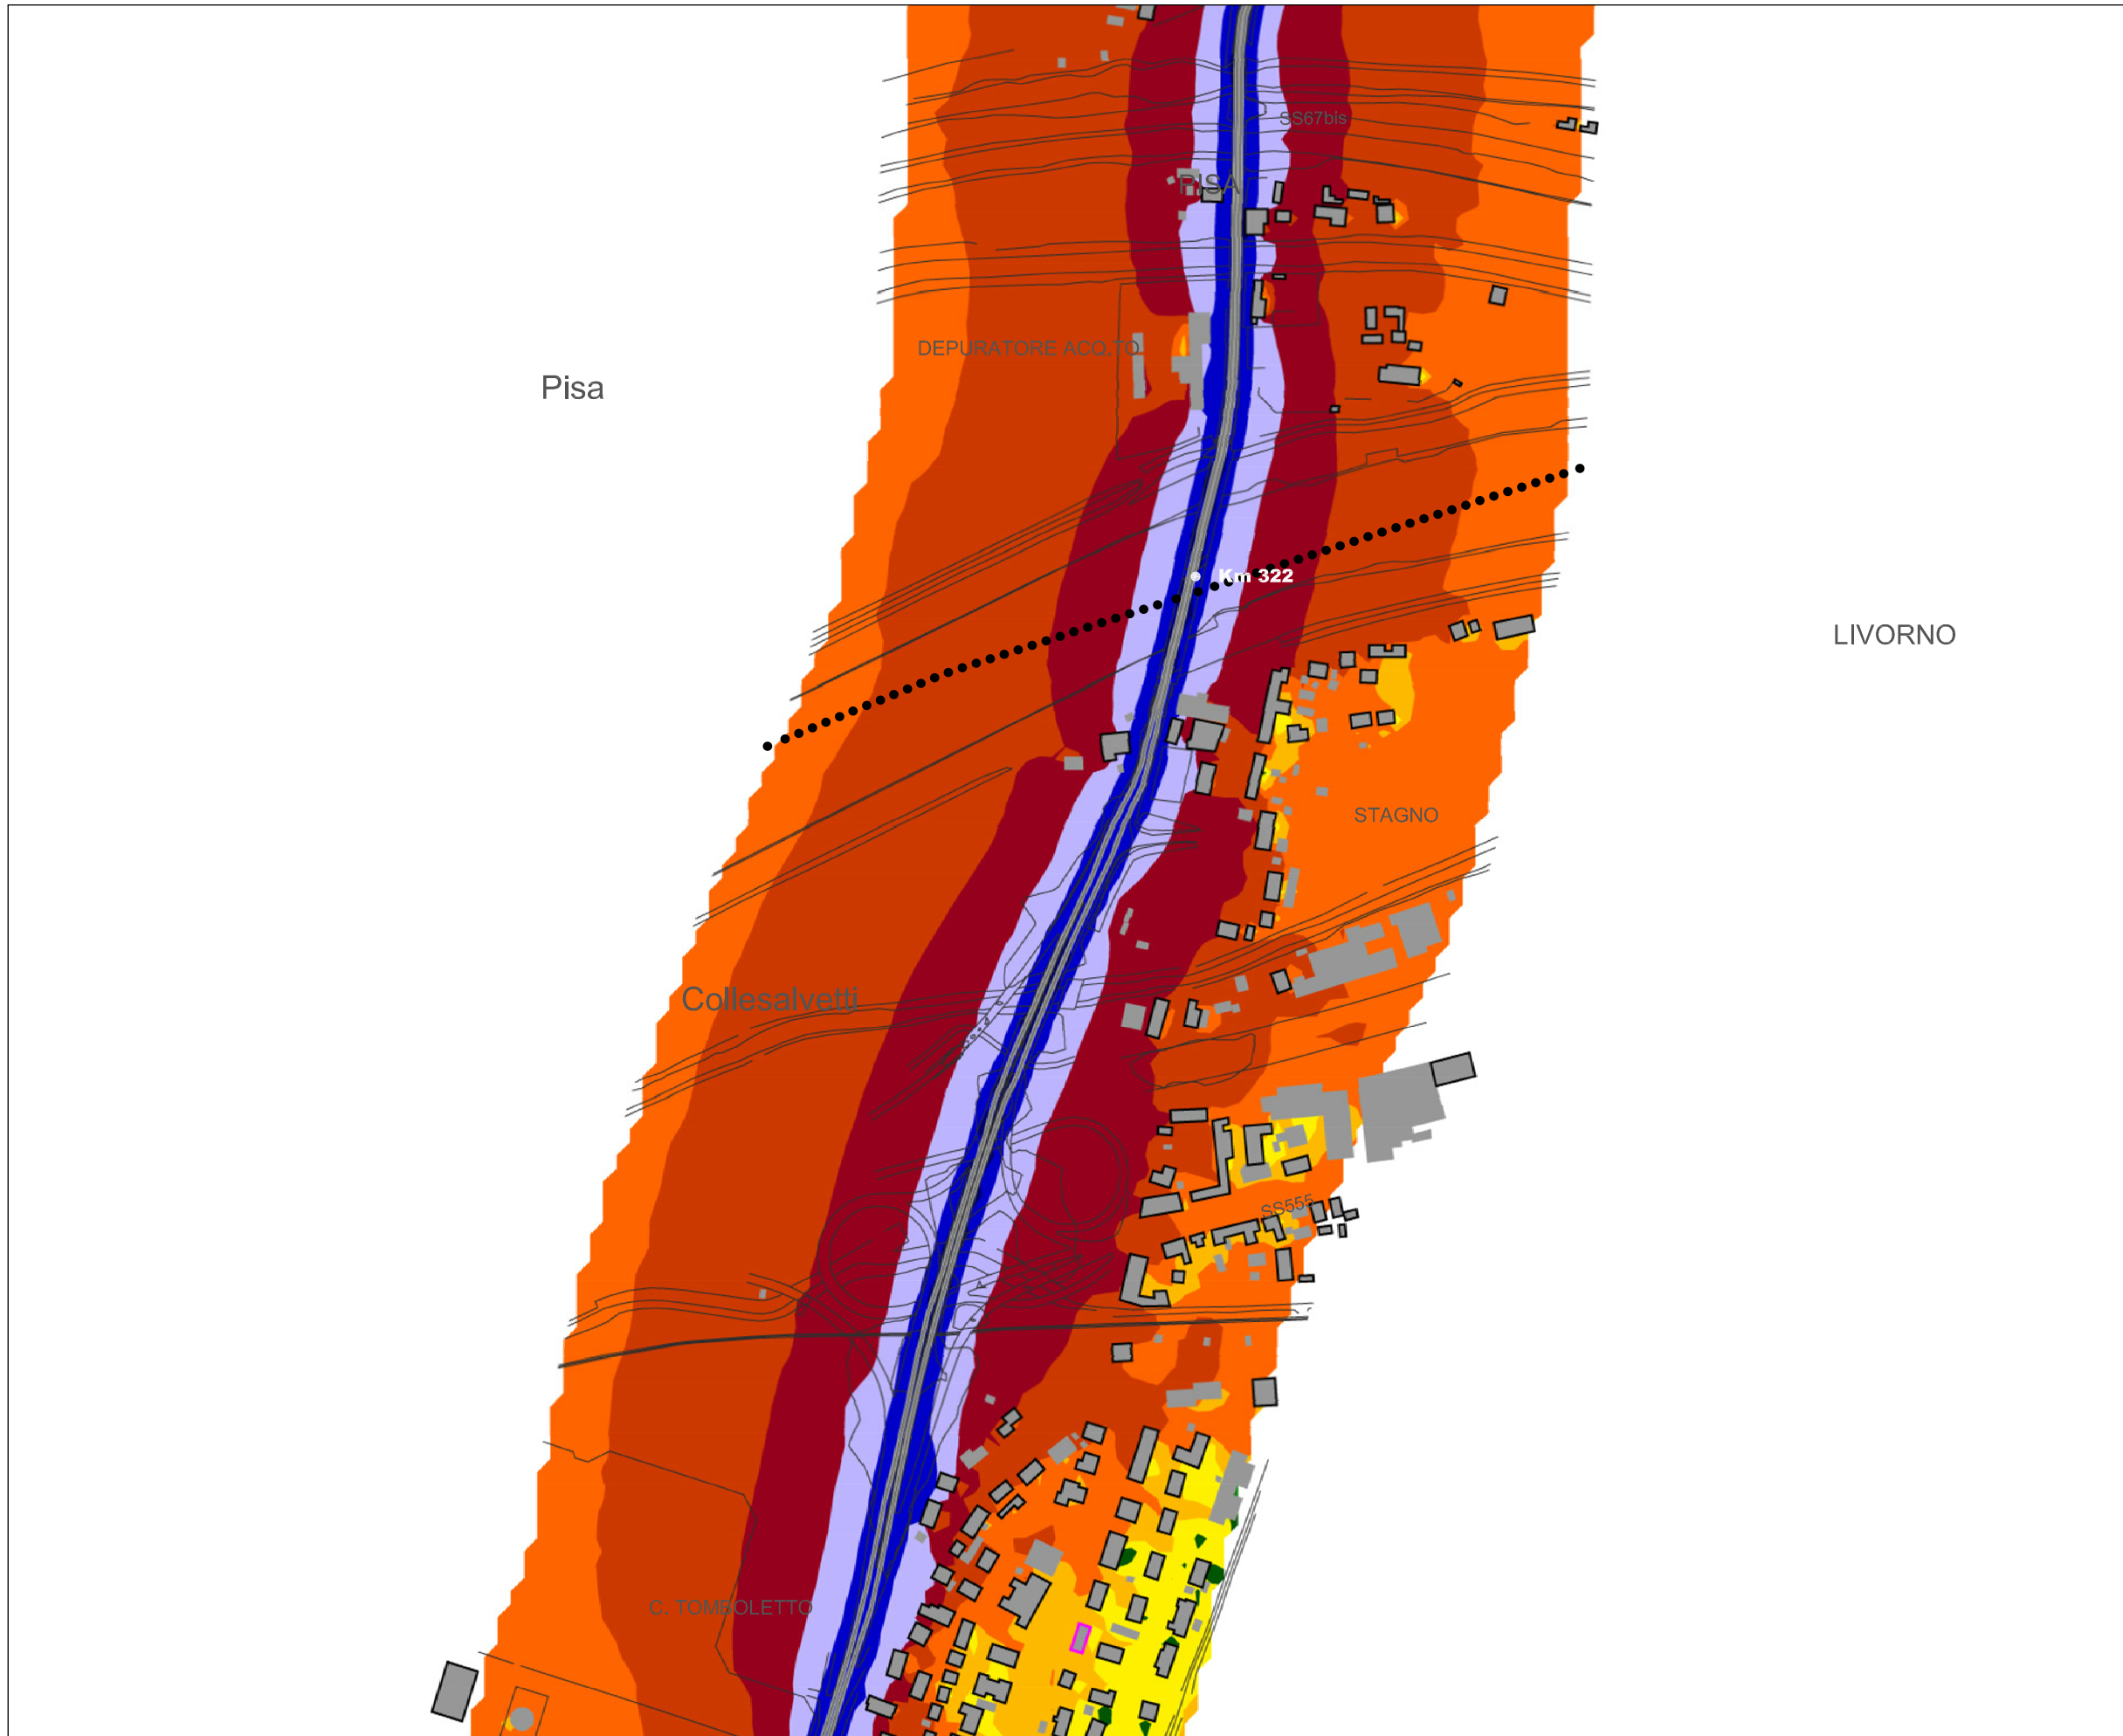 SS67bis
PISA
DEPURATORE ACQ.TO
Pisa
Km 322
LIVORNO
STAGNO
Collesalvetti
SS555
C. TOMBOLETTO